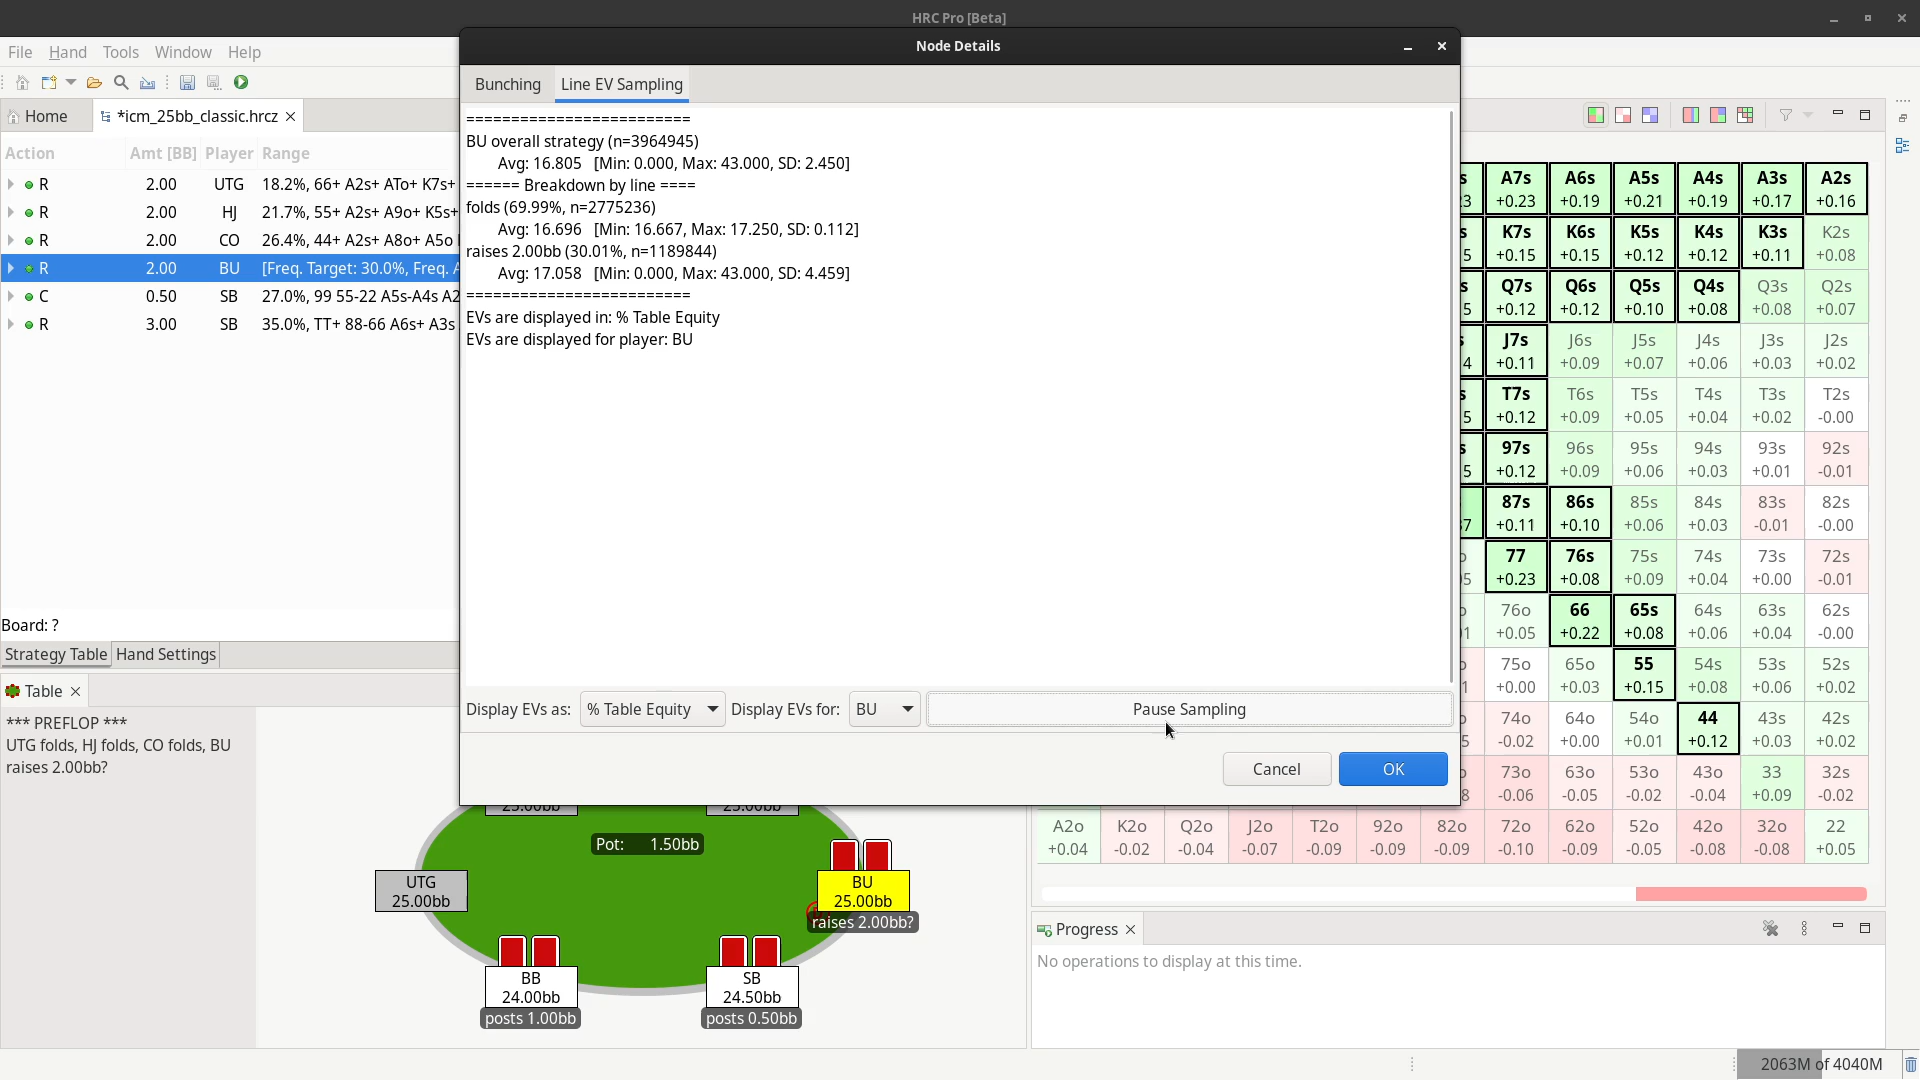 HRC Pro [Beta]
File Hand Tools Window Help
Home *icm_25bb_classic.hrcz
Action Amt [BB] Player Range
R 2.00 UTG 18.2%, 66+ A2s+ ATo+ K7s+
R 2.00 HJ 21.7%, 55+ A2s+ A9o+ K5s+
R 2.00 CO 26.4%, 44+ A2s+ A8o+ A5o
R 2.00 BU [Freq. Target: 30.0%, Freq.
C 0.50 SB 27.0%, 99 55-22 A5s-A4s
R 3.00 SB 35.0%, TT+ 88-66 A6s+ A3s
Board: ?
Strategy Table Hand Settings
Table
*** PREFLOP ***
UTG folds, HJ folds, CO folds, BU
raises 2.00bb?
Node Details
Bunching Line EV Sampling
=========================
BU overall strategy (n=3964945)
Avg: 16.805 [Min: 0.000, Max: 43.000, SD: 2.450]
====== Breakdown by line ====
folds (69.99%, n=2775236)
Avg: 16.696 [Min: 16.667, Max: 17.250, SD: 0.112]
raises 2.00bb (30.01%, n=1189844)
Avg: 17.058 [Min: 0.000, Max: 43.000, SD: 4.459]
=========================
EVs are displayed in: % Table Equity
EVs are displayed for player: BU
Display EVs as: % Table Equity Display EVs for: BU Pause Sampling
Cancel OK
Pot: 1.50bb
UTG
25.00bb
BU
25.00bb
raises 2.00bb?
BB
24.00bb
posts 1.00bb
SB
24.50bb
posts 0.50bb
A7s A6s A5s A4s A3s A2s
+0.23 +0.19 +0.21 +0.19 +0.17 +0.16
K7s K6s K5s K4s K3s K2s
+0.15 +0.15 +0.12 +0.12 +0.11 +0.08
Q7s Q6s Q5s Q4s Q3s Q2s
+0.12 +0.12 +0.10 +0.08 +0.08 +0.07
J7s J6s J5s J4s J3s J2s
+0.11 +0.09 +0.07 +0.06 +0.03 +0.02
T7s T6s T5s T4s T3s T2s
+0.12 +0.09 +0.05 +0.04 +0.02 -0.00
97s 96s 95s 94s 93s 92s
+0.12 +0.09 +0.06 +0.03 +0.01 -0.01
87s 86s 85s 84s 83s 82s
+0.11 +0.10 +0.06 +0.03 -0.01 -0.00
77 76s 75s 74s 73s 72s
+0.23 +0.08 +0.09 +0.04 +0.00 -0.01
76o 66 65s 64s 63s 62s
+0.05 +0.22 +0.08 +0.06 +0.04 -0.00
75o 65o 55 54s 53s 52s
+0.00 +0.03 +0.15 +0.08 +0.06 +0.02
74o 64o 54o 44 43s 42s
-0.02 +0.00 +0.01 +0.12 +0.03 +0.02
73o 63o 53o 43o 33 32s
-0.06 -0.05 -0.02 -0.04 +0.09 -0.02
A2o K2o Q2o J2o T2o 92o 82o 72o 62o 52o 42o 32o 22
+0.04 -0.02 -0.04 -0.07 -0.09 -0.09 -0.09 -0.10 -0.09 -0.05 -0.08 -0.08 +0.05
Progress
No operations to display at this time.
2063M of 4040M